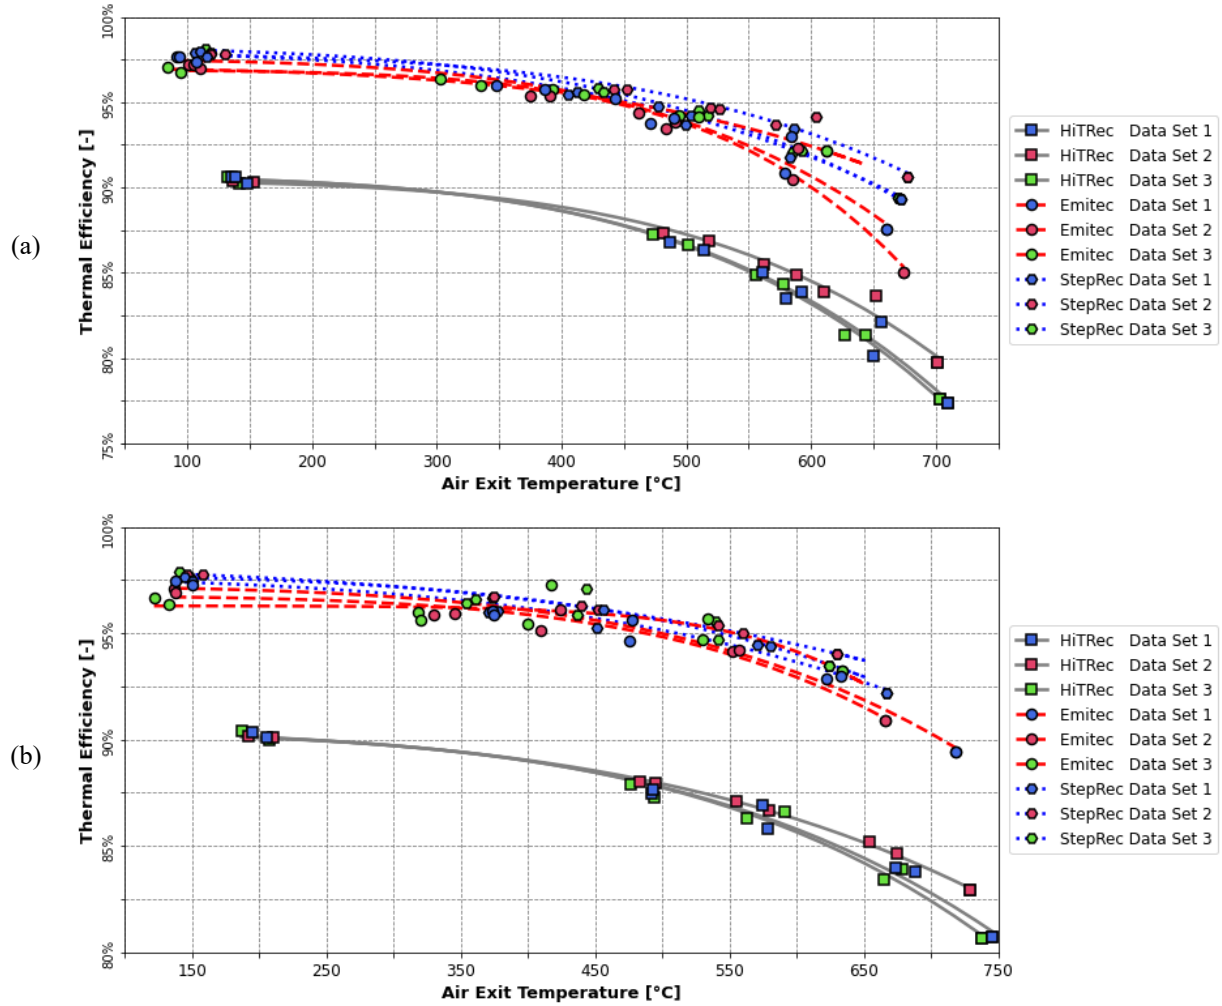 (a)
Thermal Efficiency [-]
100%
95%
90%
85%
80%
75%
100 200 300 400 500 600 700
Air Exit Temperature [°C]
HiTRec Data Set 1
HiTRec Data Set 2
HiTRec Data Set 3
Emitec Data Set 1
Emitec Data Set 2
Emitec Data Set 3
StepRec Data Set 1
StepRec Data Set 2
StepRec Data Set 3
(b)
Thermal Efficiency [-]
100%
95%
90%
85%
80%
150 250 350 450 550 650 750
Air Exit Temperature [°C]
HiTRec Data Set 1
HiTRec Data Set 2
HiTRec Data Set 3
Emitec Data Set 1
Emitec Data Set 2
Emitec Data Set 3
StepRec Data Set 1
StepRec Data Set 2
StepRec Data Set 3